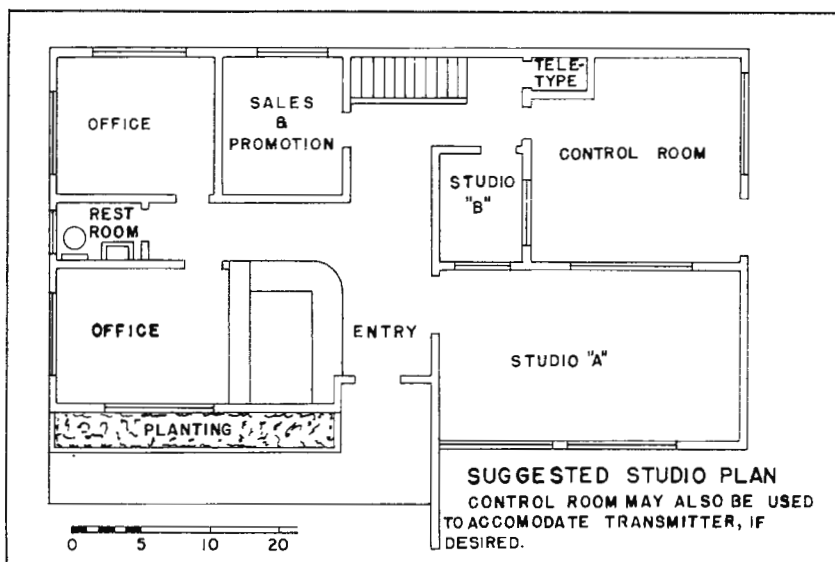 TELE-
TYPE
SALES
&
PROMOTION
OFFICE
CONTROL ROOM
STUDIO
"B"
REST
ROOM
OFFICE
ENTRY
STUDIO "A"
PLANTING
SUGGESTED STUDIO PLAN
CONTROL ROOM MAY ALSO BE USED
TO ACCOMODATE TRANSMITTER, IF
DESIRED.
0 5 10 20